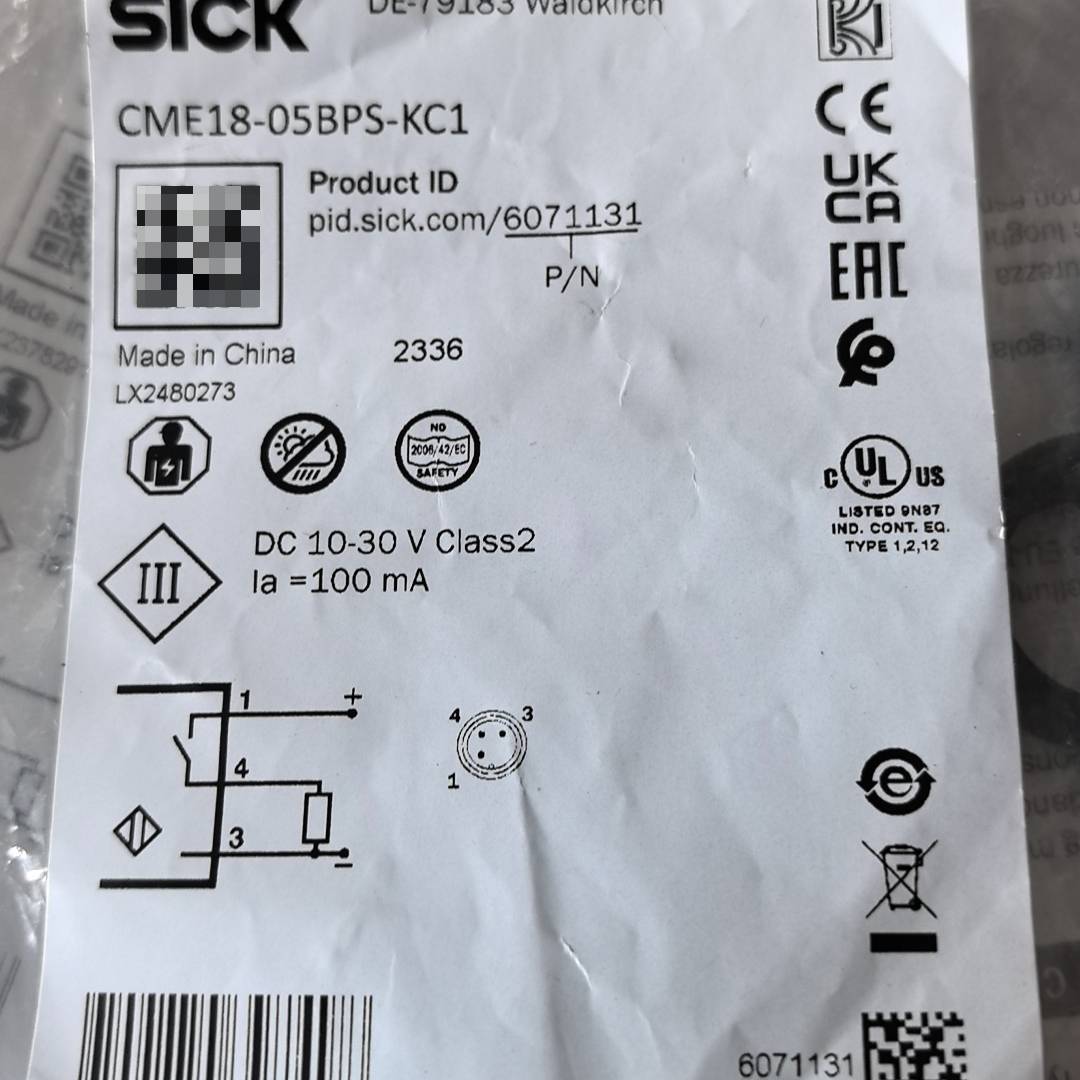 SICK
DE-79183 Waldkirch
CME18-05BPS-KC1
Product ID
pid.sick.com/6071131
P/N
Made in China
2336
LX2480273
NO
2006/42/EC
SAFETY
III
DC 10-30 V Class2
Ia =100 mA
1
+
4
3
−
4
3
1
CE
UK
CA
EAC
C UL US
LISTED 9N87
IND. CONT. EQ.
TYPE 1,2,12
e
6071131
Made in